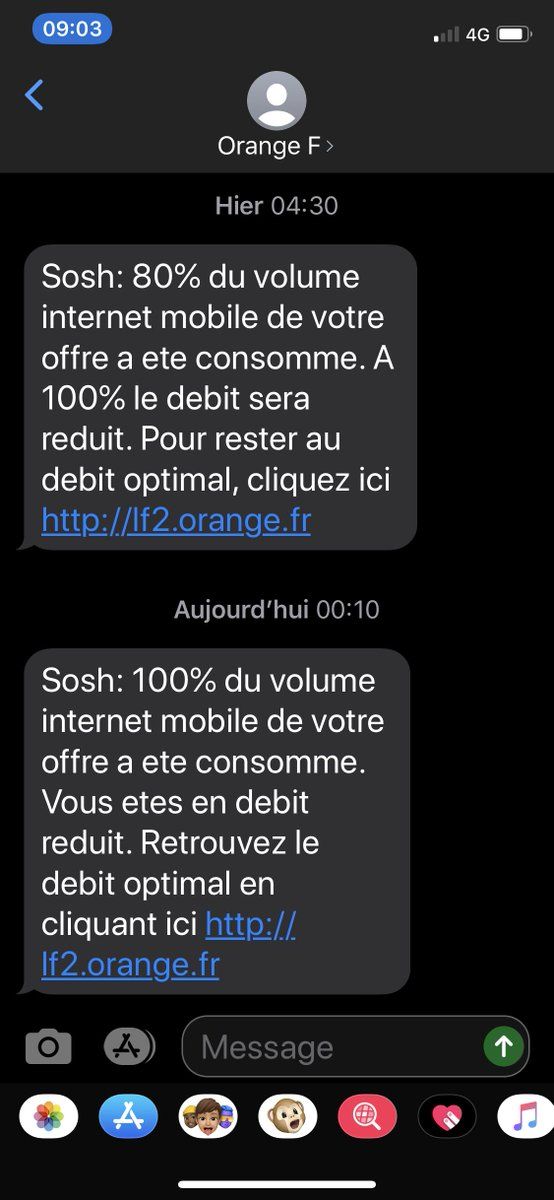 09:03
4G
Orange F >
Hier 04:30
Sosh: 80% du volume
internet mobile de votre
offre a ete consomme. A
100% le debit sera
reduit. Pour rester au
debit optimal, cliquez ici
http://lf2.orange.fr
Aujourd’hui 00:10
Sosh: 100% du volume
internet mobile de votre
offre a ete consomme.
Vous etes en debit
reduit. Retrouvez le
debit optimal en
cliquant ici http://
lf2.orange.fr
Message